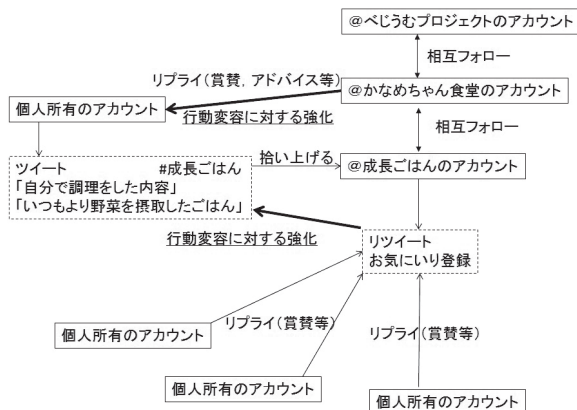 @べじうむプロジェクトのアカウント
相互フォロー
リプライ（賞賛，アドバイス等）
@かなめちゃん食堂のアカウント
個人所有のアカウント
行動変容に対する強化
相互フォロー
ツイート #成長ごはん
拾い上げる
@成長ごはんのアカウント
「自分で調理をした内容」
「いつもより野菜を摂取したごはん」
行動変容に対する強化
リツイート
お気にいり登録
個人所有のアカウント
リプライ（賞賛等）
リプライ（賞賛等）
個人所有のアカウント
個人所有のアカウント